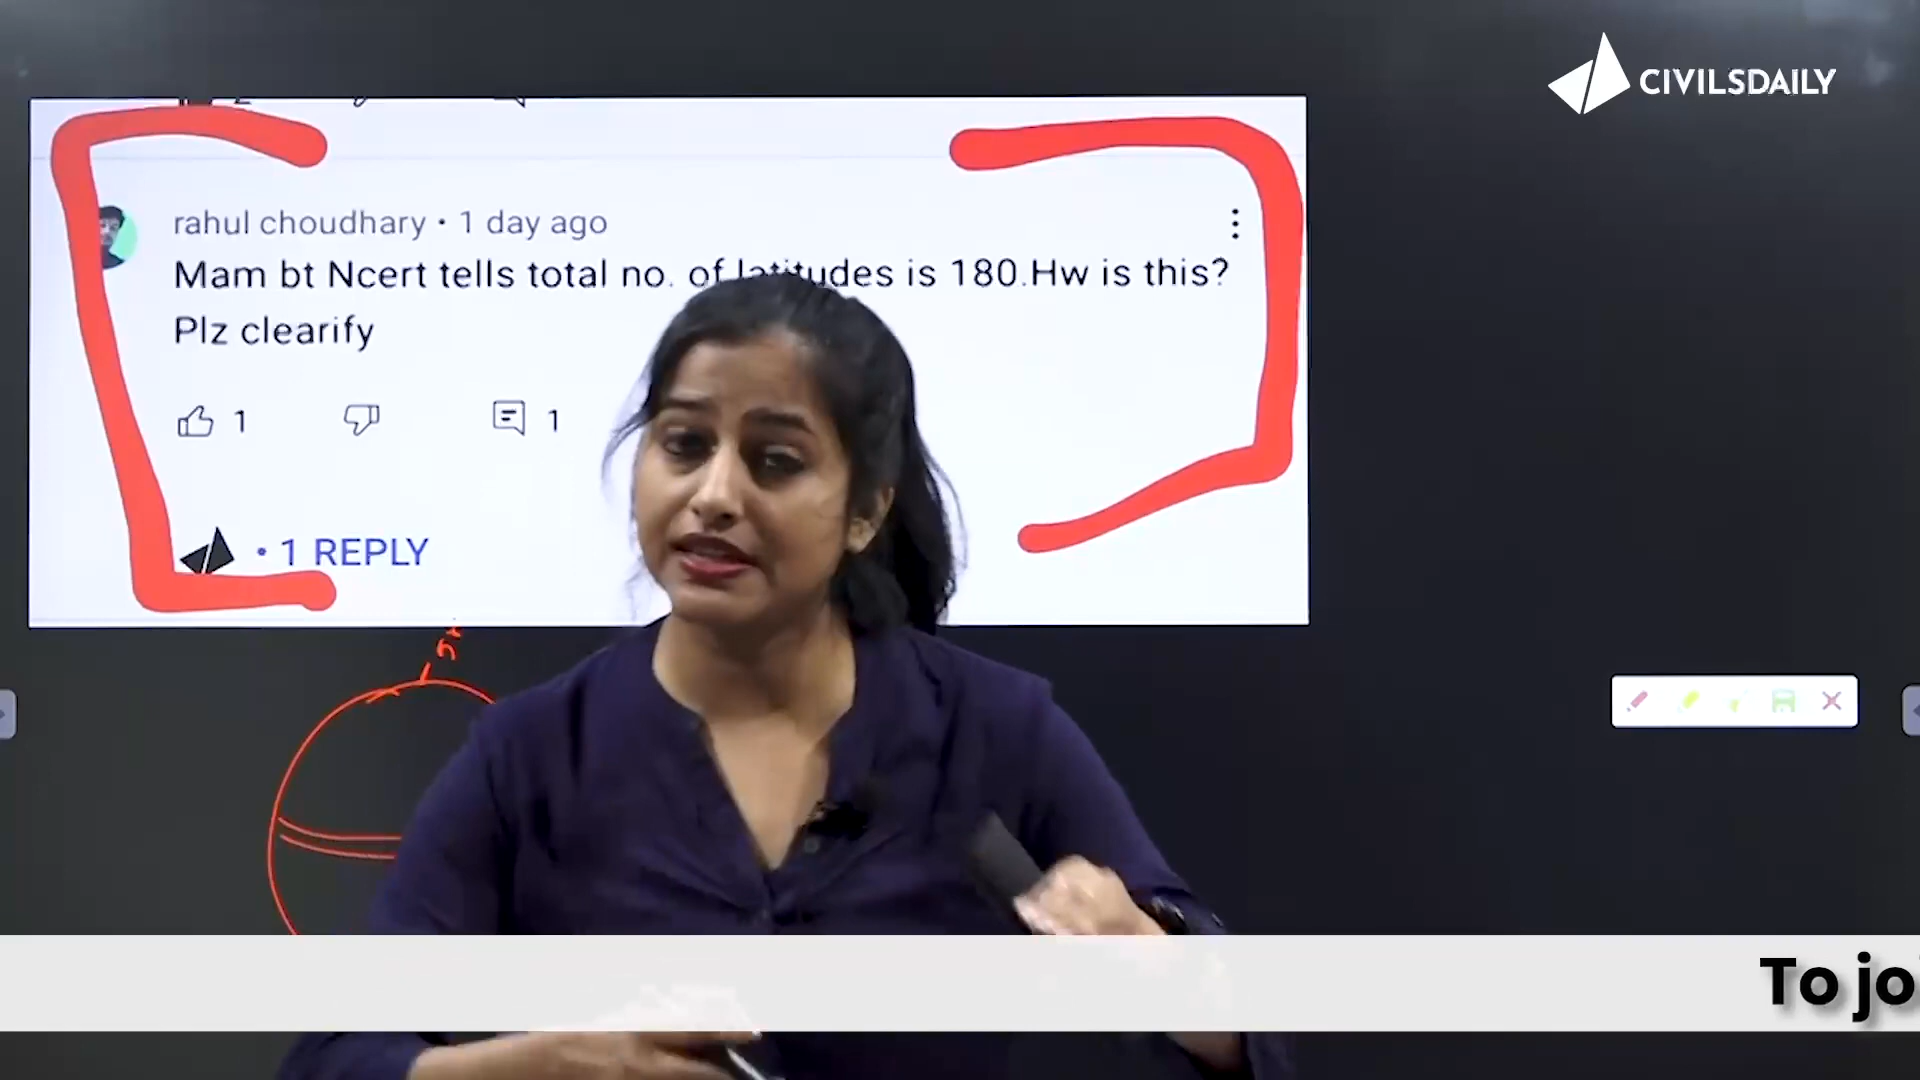 CIVILSDAILY
rahul choudhary • 1 day ago
Mam bt Ncert tells total no. of latitudes is 180.Hw is this?
Plz clearify
1
1
• 1 REPLY
To jo